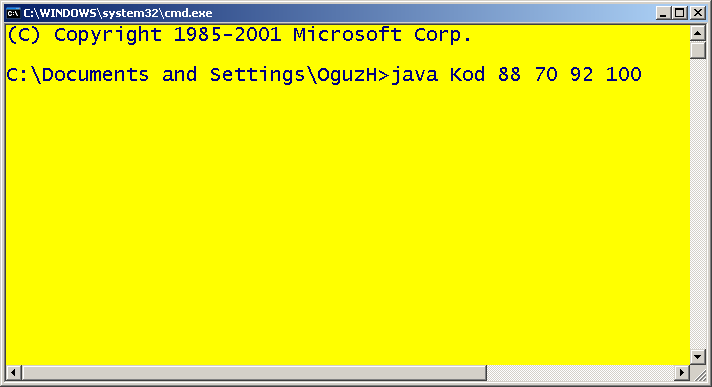 C:\WINDOWS\system32\cmd.exe
(C) Copyright 1985-2001 Microsoft Corp.
C:\Documents and Settings\OguzH>java Kod 88 70 92 100